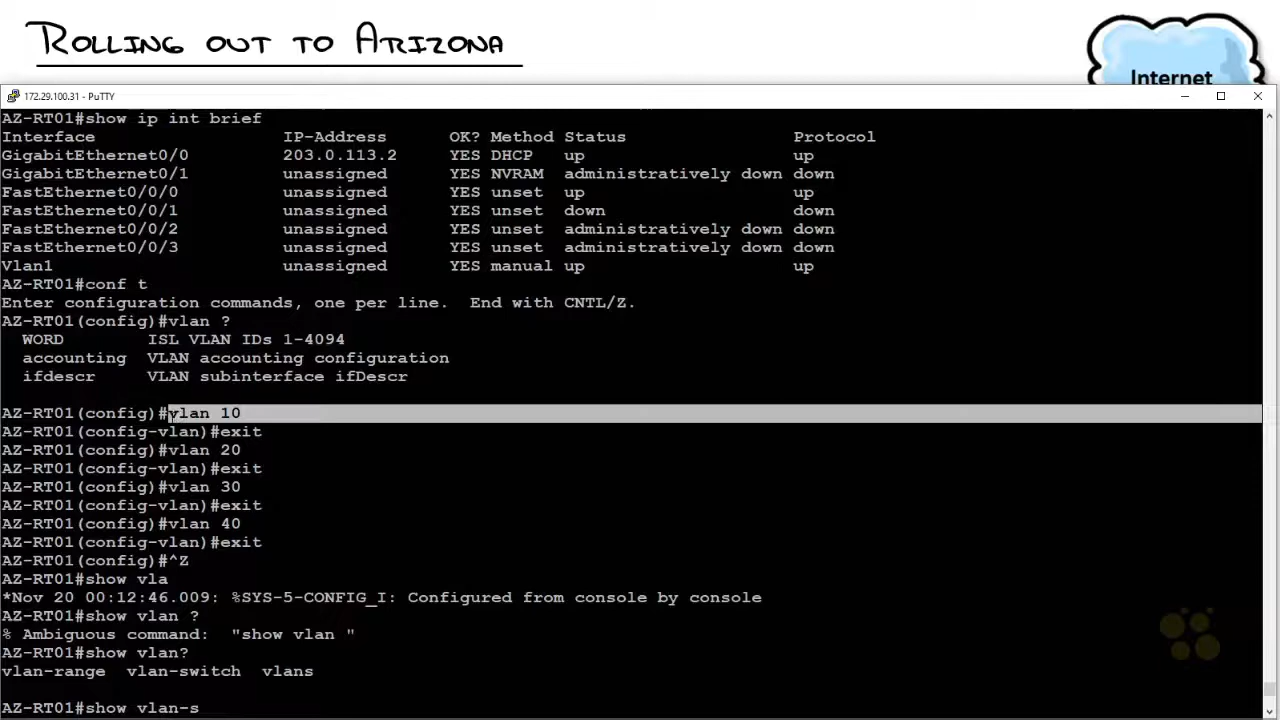 ROLLING OUT TO ARIZONA
Internet
172.29.100.31 - PuTTY
AZ-RT01#show ip int brief
Interface IP-Address OK? Method Status Protocol
GigabitEthernet0/0 203.0.113.2 YES DHCP up up
GigabitEthernet0/1 unassigned YES NVRAM administratively down down
FastEthernet0/0/0 unassigned YES unset up up
FastEthernet0/0/1 unassigned YES unset down down
FastEthernet0/0/2 unassigned YES unset administratively down down
FastEthernet0/0/3 unassigned YES unset administratively down down
Vlan1 unassigned YES manual up up
AZ-RT01#conf t
Enter configuration commands, one per line. End with CNTL/Z.
AZ-RT01(config)#vlan ?
WORD ISL VLAN IDs 1-4094
accounting VLAN accounting configuration
ifdescr VLAN subinterface ifDescr
AZ-RT01(config)#vlan 10
AZ-RT01(config-vlan)#exit
AZ-RT01(config)#vlan 20
AZ-RT01(config-vlan)#exit
AZ-RT01(config)#vlan 30
AZ-RT01(config-vlan)#exit
AZ-RT01(config)#vlan 40
AZ-RT01(config-vlan)#exit
AZ-RT01(config)#^Z
AZ-RT01#show vla
*Nov 20 00:12:46.009: %SYS-5-CONFIG_I: Configured from console by console
AZ-RT01#show vlan ?
% Ambiguous command: "show vlan "
AZ-RT01#show vlan?
vlan-range vlan-switch vlans
AZ-RT01#show vlan-s